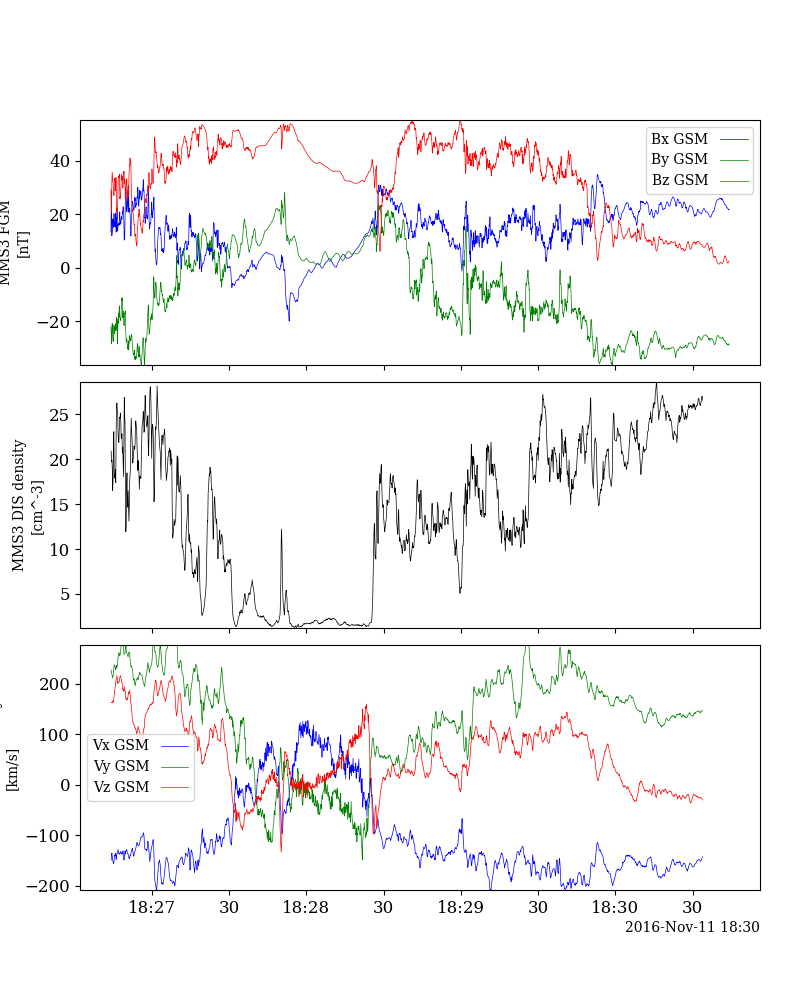 MMS3 FGM
[nT]
40
20
0
−20
Bx GSM
By GSM
Bz GSM
MMS3 DIS density
[cm^-3]
25
20
15
10
5
[km/s]
200
100
0
−100
−200
Vx GSM
Vy GSM
Vz GSM
18:27 30 18:28 30 18:29 30 18:30 30
2016-Nov-11 18:30